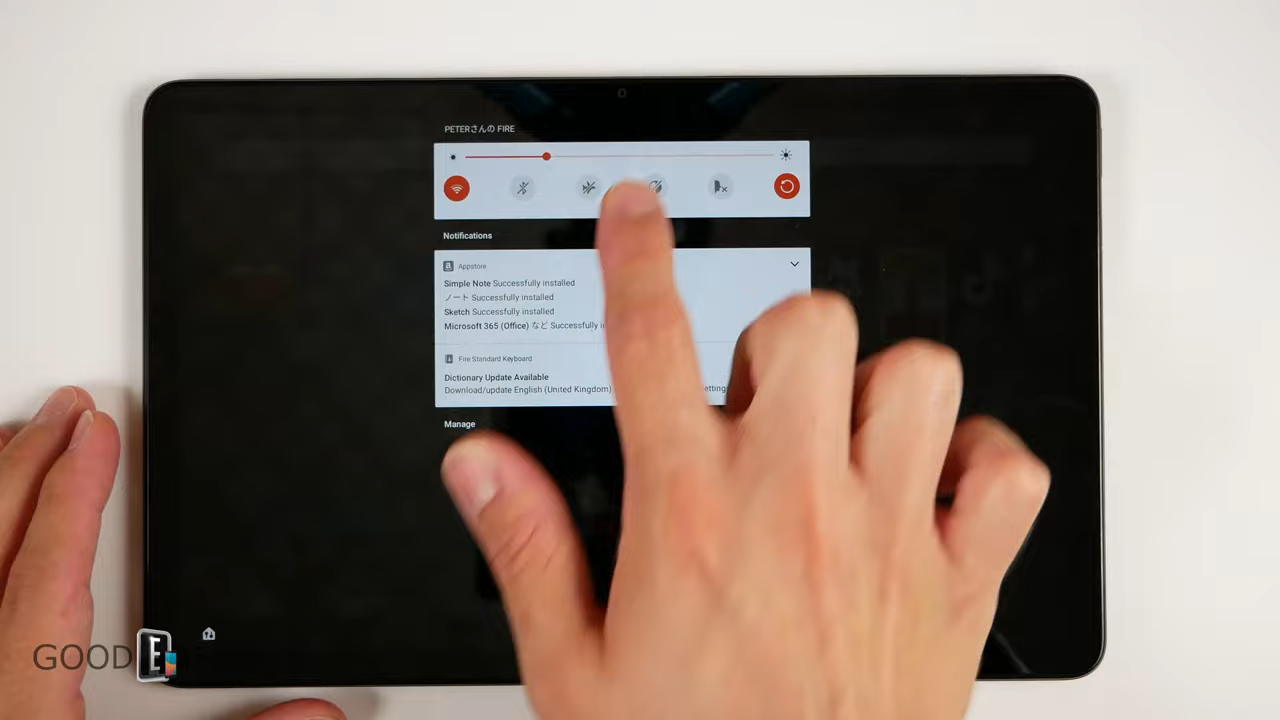 PETERさんの FIRE
Notifications
Appstore
Simple Note Successfully installed
ノート Successfully installed
Sketch Successfully installed
Microsoft 365 (Office) など Successfully
Fire Standard Keyboard
Dictionary Update Available
Download/update English (United Kingdom)
Manage
GOOD E